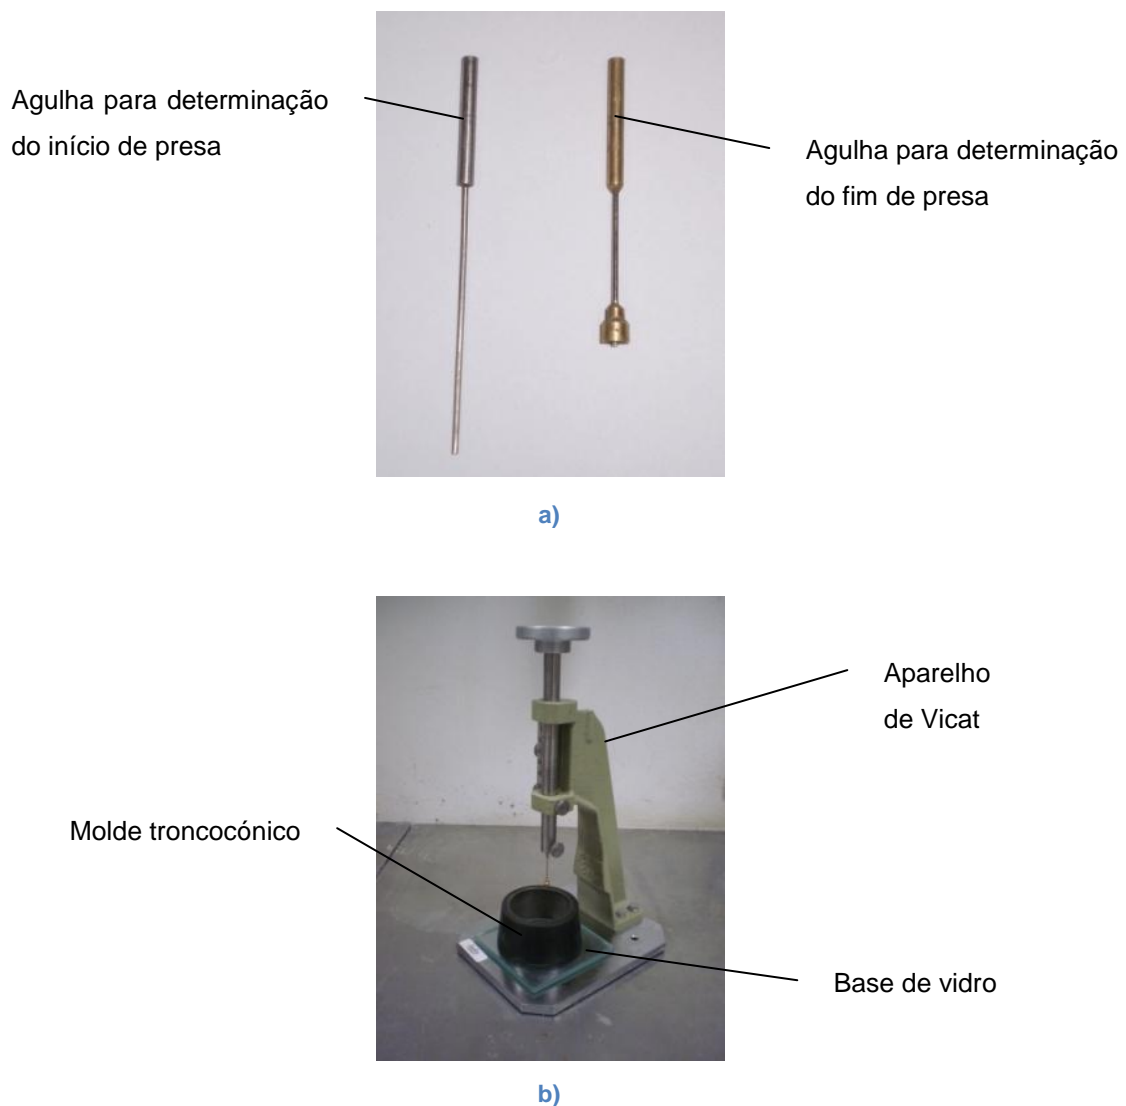 Agulha para determinação
do início de presa
Agulha para determinação
do fim de presa
a)
Aparelho
de Vicat
Molde troncocónico
Base de vidro
b)